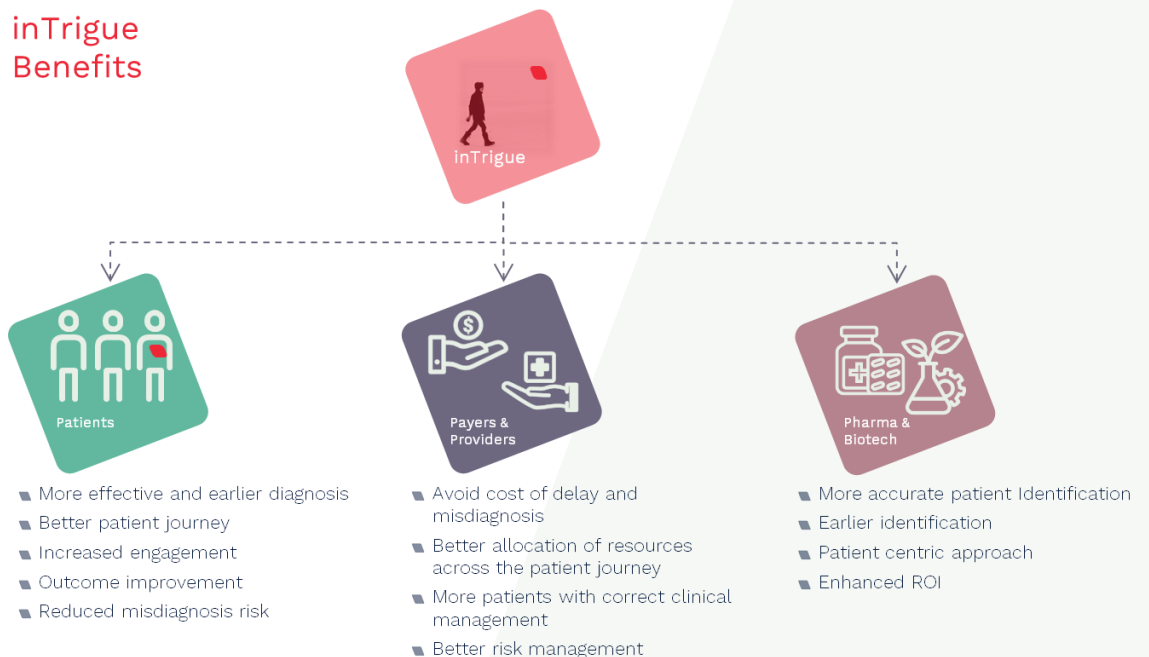 inTrigue
Benefits
inTrigue
Patients
More effective and earlier diagnosis
Better patient journey
Increased engagement
Outcome improvement
Reduced misdiagnosis risk
$
Payers &
Providers
Avoid cost of delay and
misdiagnosis
Better allocation of resources
across the patient journey
More patients with correct clinical
management
Better risk management
Pharma &
Biotech
More accurate patient Identification
Earlier identification
Patient centric approach
Enhanced ROI